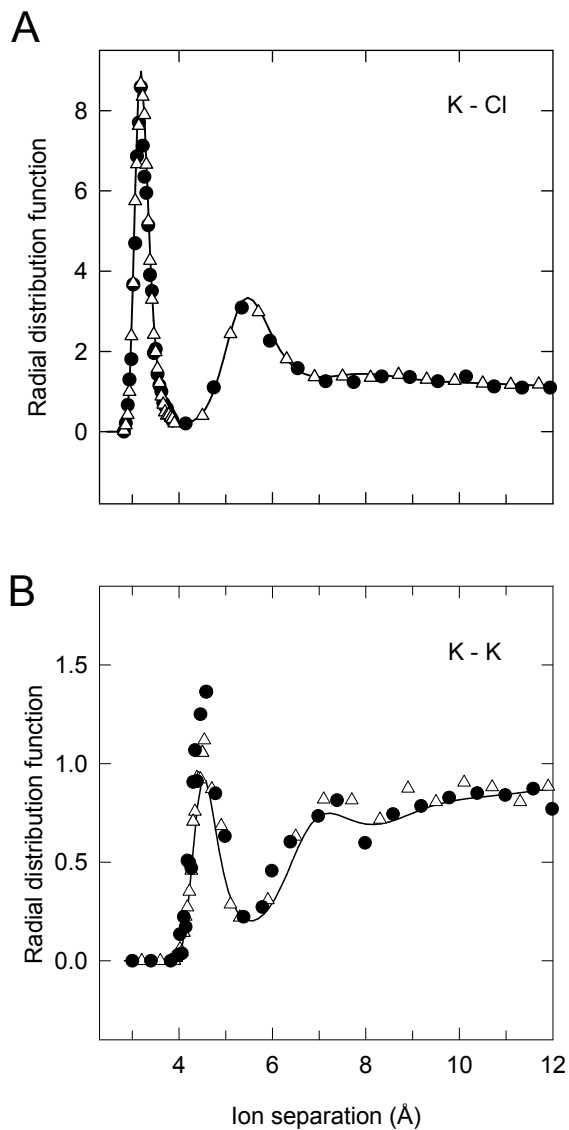 A
K - Cl
Radial distribution function
8
6
4
2
0
B
K - K
Radial distribution function
1.5
1.0
0.5
0.0
4 6 8 10 12
Ion separation (Å)